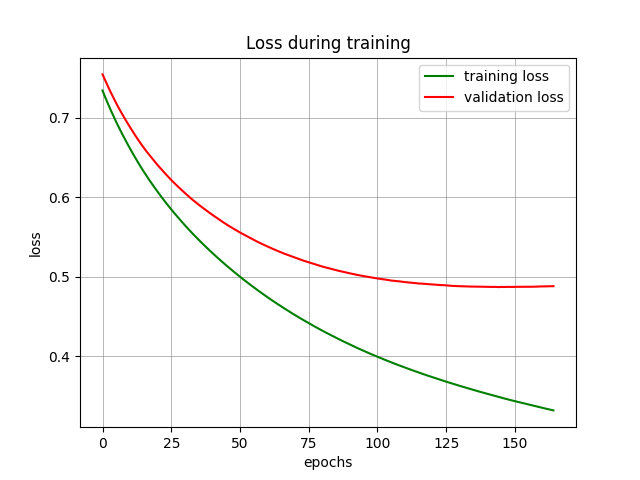 Loss during training
training loss
validation loss
0.7
0.6
0.5
0.4
loss
0 25 50 75 100 125 150
epochs